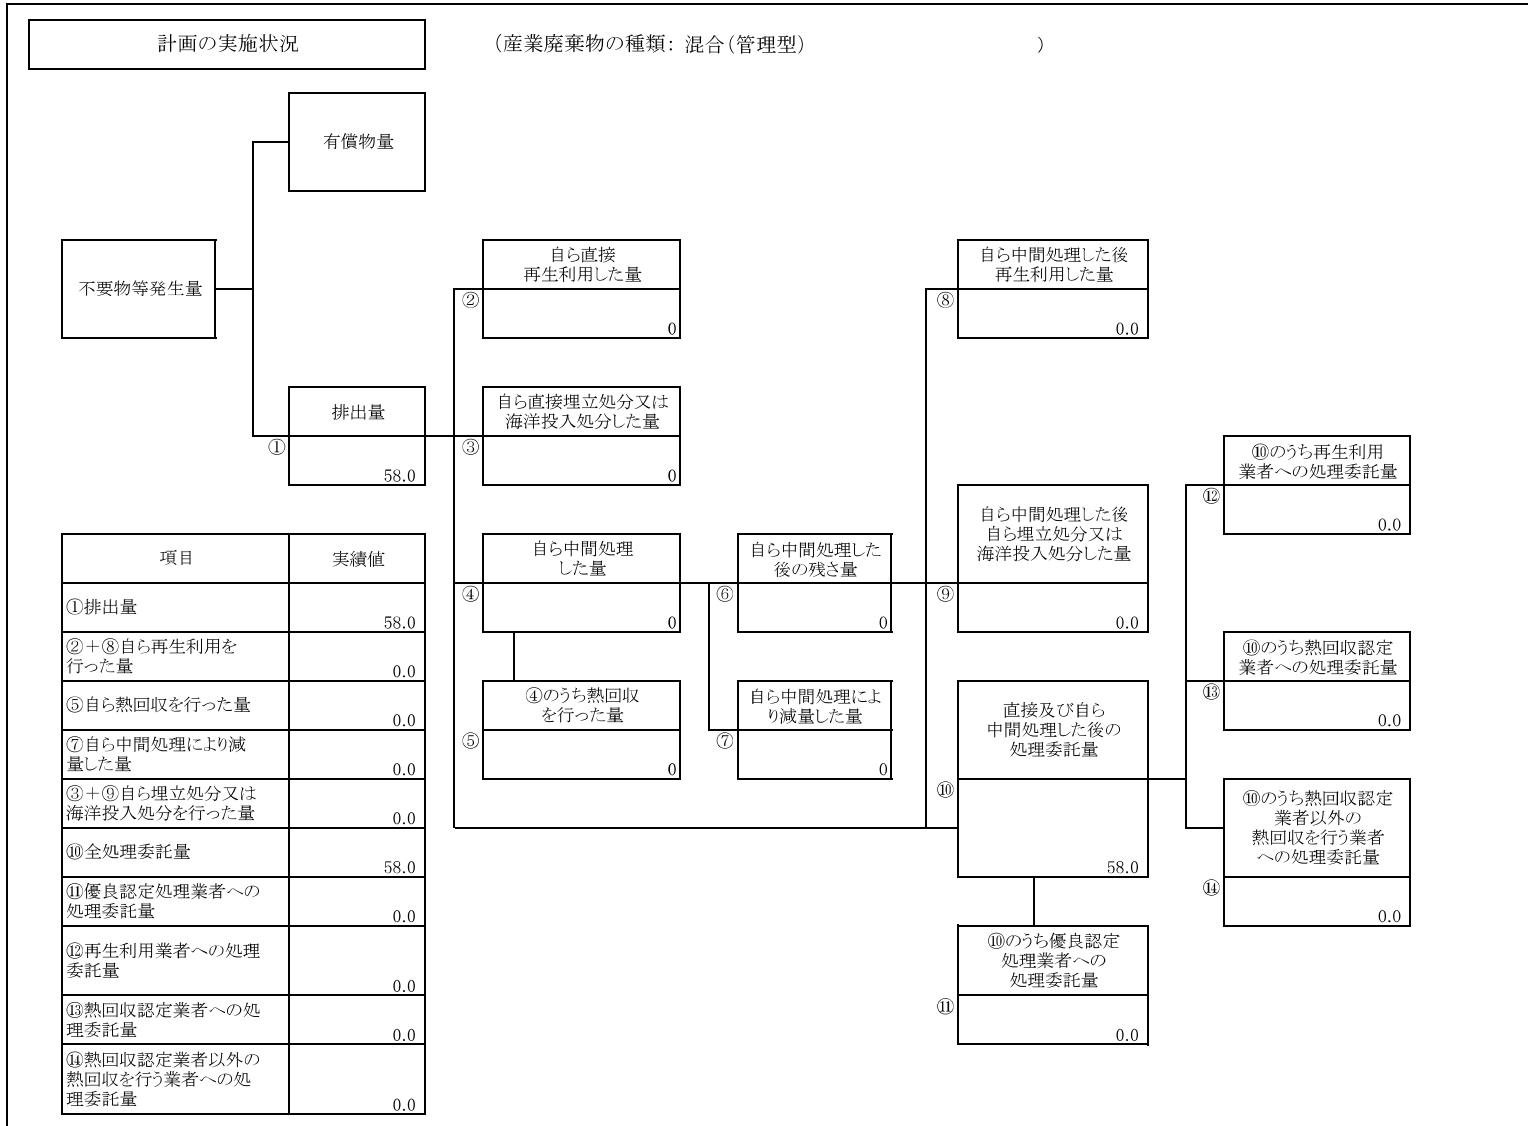 計画の実施状況
（産業廃棄物の種類： 混合（管理型） ）
有償物量
不要物等発生量
自ら直接
再生利用した量
②
0
自ら中間処理した後
再生利用した量
⑧
0.0
排出量
①
58.0
自ら直接埋立処分又は
海洋投入処分した量
③
0
⑩のうち再生利用
業者への処理委託量
⑫
0.0
自ら中間処理
した量
④
0
自ら中間処理した
後の残さ量
⑥
0
自ら中間処理した後
自ら埋立処分又は
海洋投入処分した量
⑨
0.0
⑩のうち熱回収認定
業者への処理委託量
⑬
0.0
④のうち熱回収
を行った量
⑤
0
自ら中間処理によ
り減量した量
⑦
0
直接及び自ら
中間処理した後の
処理委託量
⑩
58.0
⑩のうち熱回収認定
業者以外の
熱回収を行う業者
への処理委託量
⑭
0.0
⑩のうち優良認定
処理業者への
処理委託量
⑪
0.0
項目 実績値
①排出量
58.0
②＋⑧自ら再生利用を
行った量
0.0
⑤自ら熱回収を行った量
0.0
⑦自ら中間処理により減
量した量
0.0
③＋⑨自ら埋立処分又は
海洋投入処分を行った量
0.0
⑩全処理委託量
58.0
⑪優良認定処理業者への
処理委託量
0.0
⑫再生利用業者への処理
委託量
0.0
⑬熱回収認定業者への処
理委託量
0.0
⑭熱回収認定業者以外の
熱回収を行う業者への処
理委託量
0.0